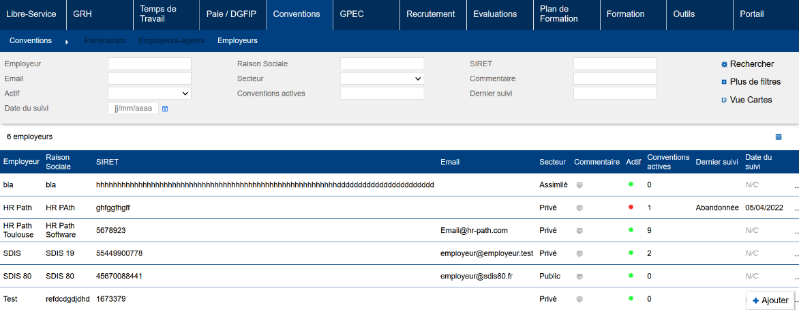 Libre-Service GRH Temps de Travail Paie / DGFIP Conventions GPEC Recrutement Evaluations Plan de Formation Formation Outils Portail
Conventions Partenariats Employeurs-Agents Employeurs
Employeur Raison Sociale SIRET Rechercher
Email Secteur Commentaire Plus de filtres
Actif Conventions actives Dernier suivi Vue Cartes
Date du suivi jj/mm/aaaa
6 employeurs
Employeur Raison Sociale SIRET Email Secteur Commentaire Actif Conventions actives Dernier suivi Date du suivi
bla bla Assimilé 0 N/C ...
HR Path HR PAth ghfggfhgff Privé 1 Abandonnée 05/04/2022 ...
HR Path Toulouse HR Path Software 5678923 Email@hr-path.com Privé 9 N/C ...
SDIS SDIS 19 55449900778 employeur@employeur.test Privé 2 N/C ...
SDIS 80 SDIS 80 45670088441 employeur@sdis80.fr Public 0 N/C ...
Test refdcdgdjdhd 1673379 Privé 0 ...
+ Ajouter